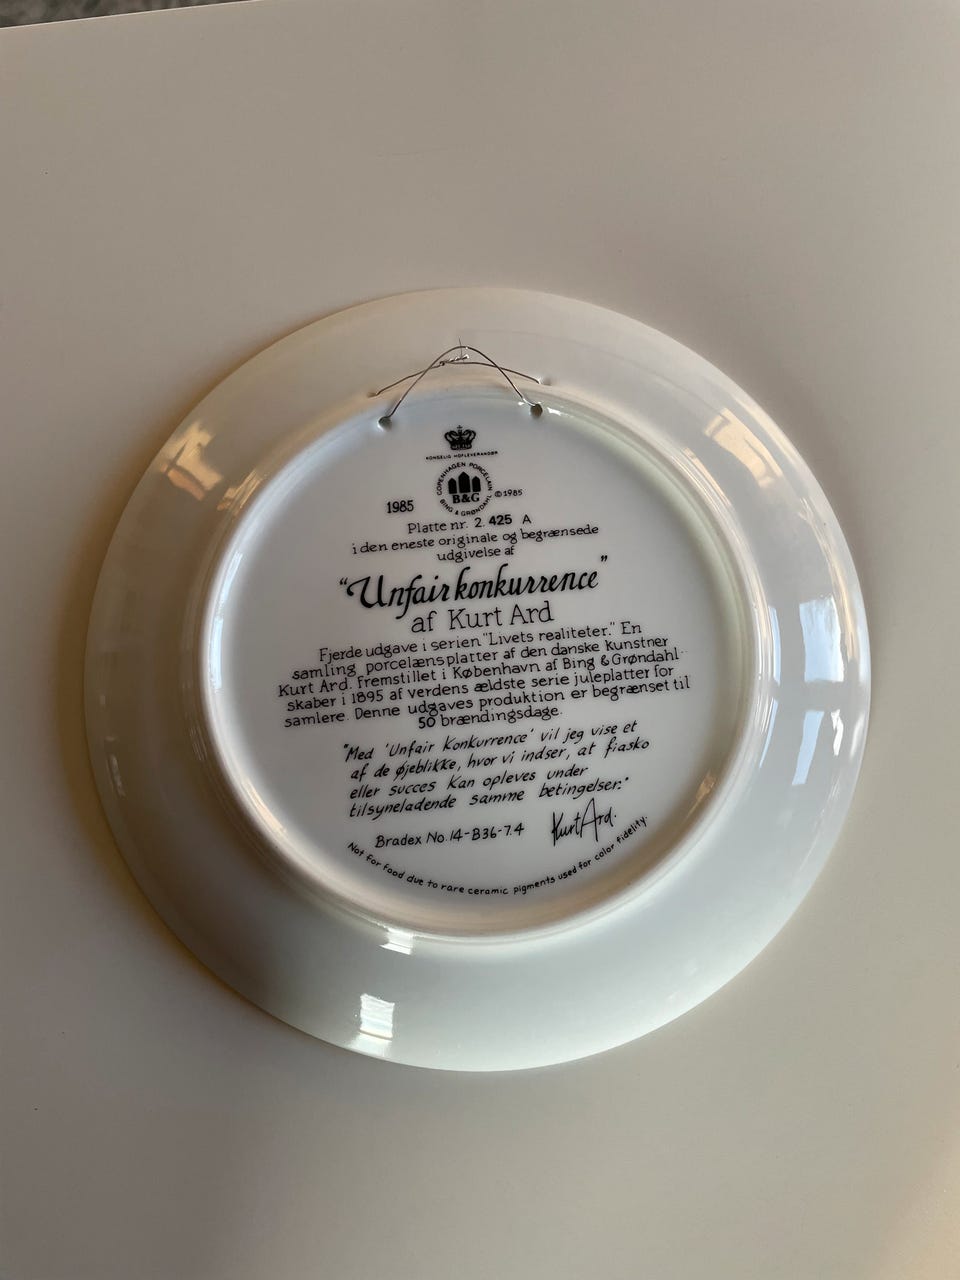 KONGELIG HOFLEVERANDØR
COPENHAGEN PORCELAIN
B&G
BING & GRØNDAHL
© 1985
1985
Platte nr. 2.425 A
i den eneste originale og begrænsede
udgivelse af
"Unfair konkurrence"
af Kurt Ard
Fjerde udgave i serien "Livets realiteter." En
samling porcelænsplatter af den danske kunstner
Kurt Ard. Fremstillet i København af Bing & Grøndahl-
skaber i 1895 af verdens ældste serie juleplatter for
samlere. Denne udgaves produktion er begrænset til
50 brændingsdage.
"Med 'Unfair Konkurrence' vil jeg vise et
af de øjeblikke, hvor vi indser, at fiasko
eller succes kan opleves under
tilsyneladende samme betingelser."
Kurt Ard.
Bradex No. 14-B36-7.4
Not for food due to rare ceramic pigments used for color fidelity.